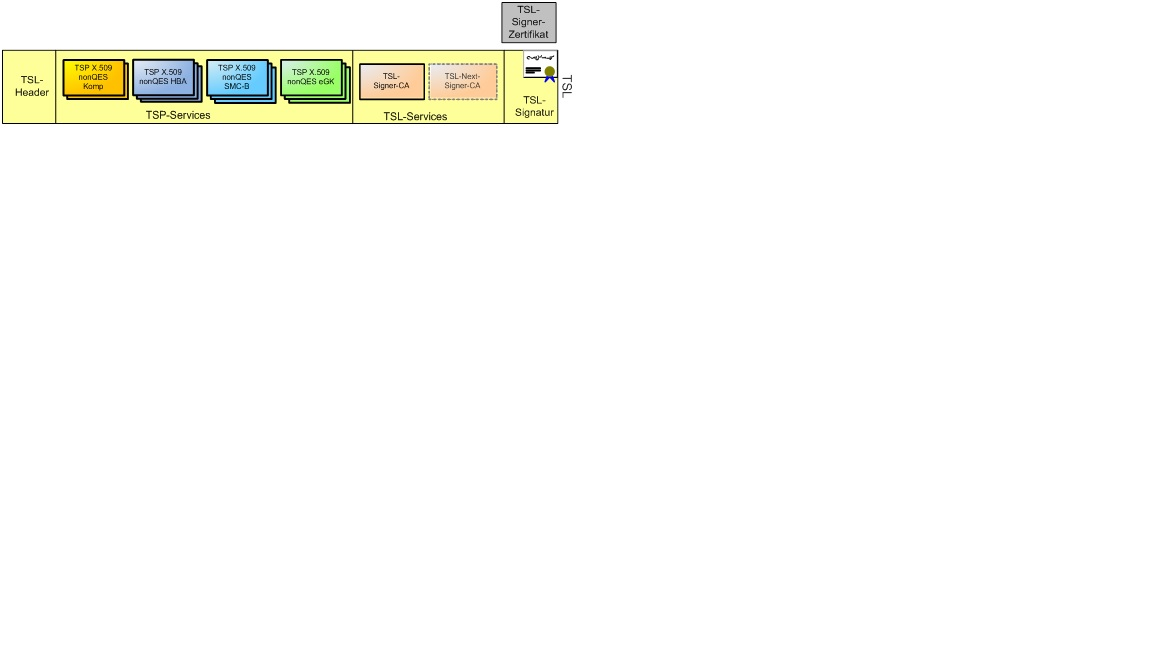 TSL-
Signer-
Zertifikat
TSL-
Header
TSP X.509
nonQES
Komp
TSP X.509
nonQES HBA
TSP X.509
nonQES
SMC-B
TSP X.509
nonQES eGK
TSP-Services
TSL-
Signer-CA
TSL-Next-
Signer-CA
TSL-Services
TSL-
Signatur
TSL